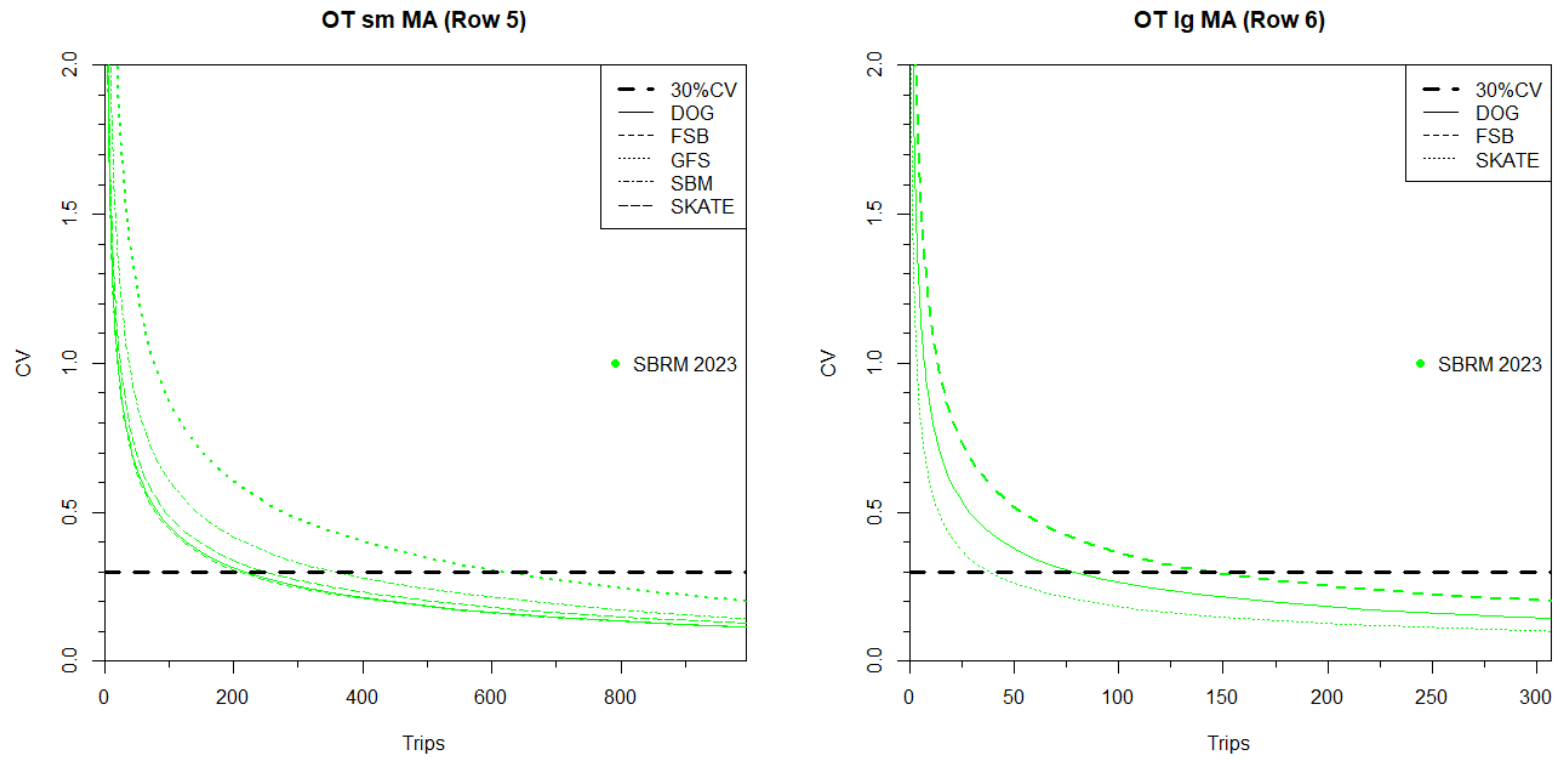 OT sm MA (Row 5)
2.0
1.5
1.0
0.5
0.0
CV
0
200
400
600
800
Trips
30%CV
DOG
FSB
GFS
SBM
SKATE
SBRM 2023
OT lg MA (Row 6)
2.0
1.5
1.0
0.5
0.0
CV
0
50
100
150
200
250
300
Trips
30%CV
DOG
FSB
SKATE
SBRM 2023